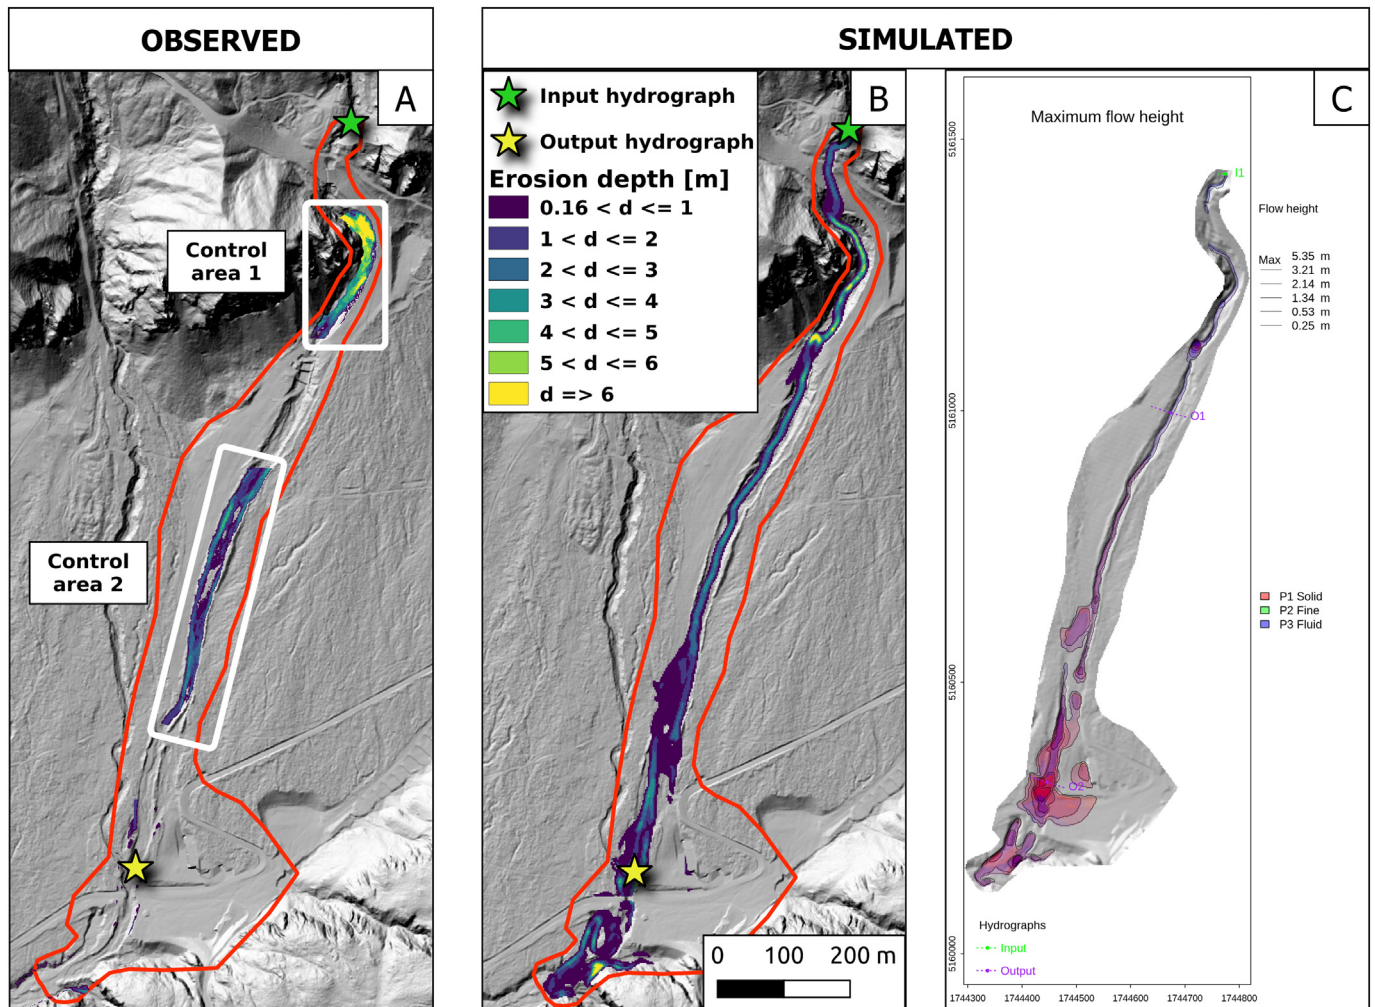 OBSERVED
SIMULATED
A
Control
area 1
Control
area 2
B
Input hydrograph
Output hydrograph
Erosion depth [m]
0.16 < d <= 1
1 < d <= 2
2 < d <= 3
3 < d <= 4
4 < d <= 5
5 < d <= 6
d => 6
0 100 200 m
C
Maximum flow height
5161500
5161000
5160500
5160000
I1
O1
O2
Flow height
Max 5.35 m
3.21 m
2.14 m
1.34 m
0.53 m
0.25 m
P1 Solid
P2 Fine
P3 Fluid
Hydrographs
Input
Output
1744300 1744400 1744500 1744600 1744700 1744800